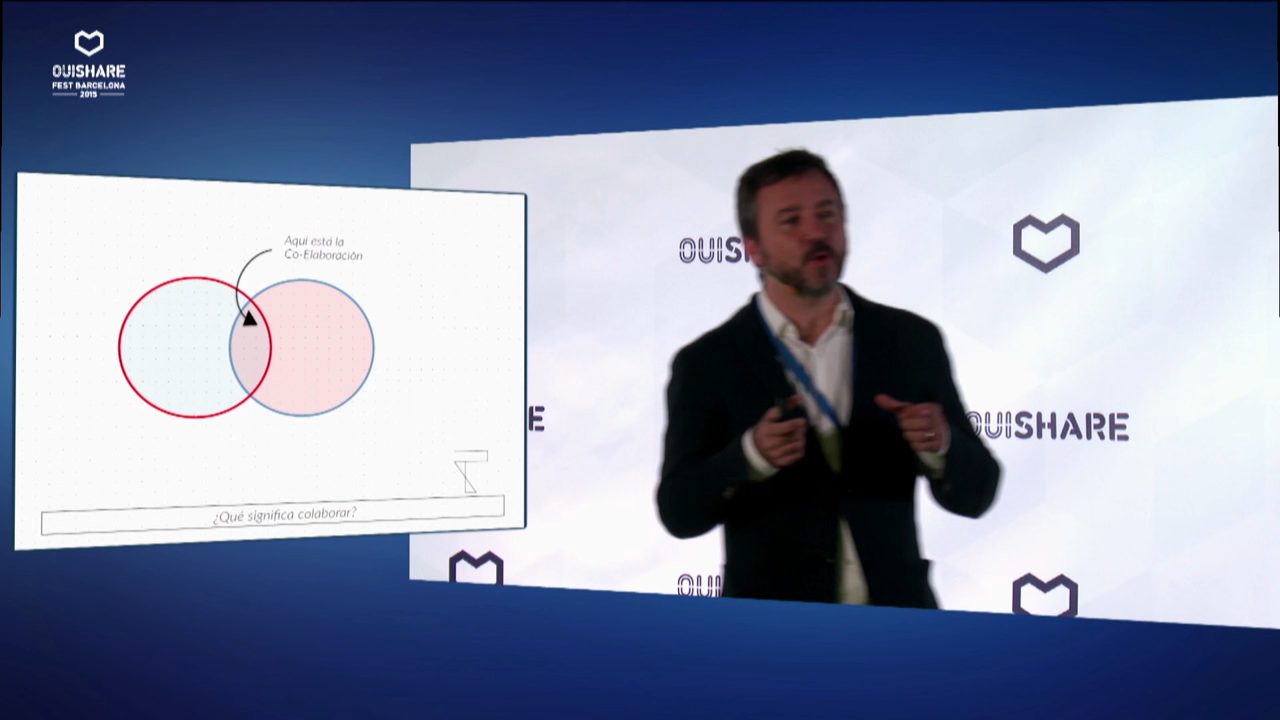 OUISHARE
FEST BARCELONA
2015
Aquí está la
Co-Elaboración
¿Qué significa colaborar?
OUIS
E
OUISHARE
OUI